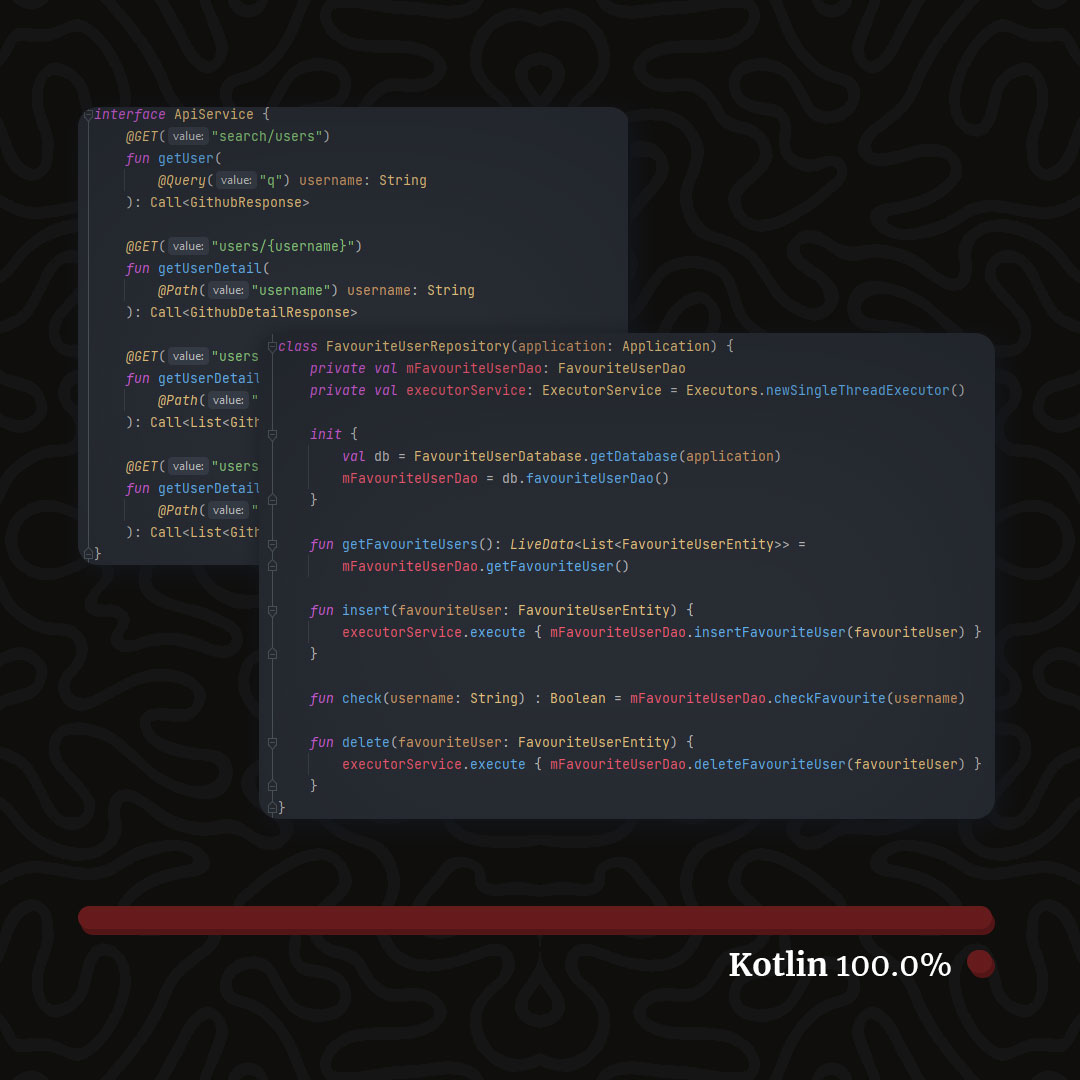 interface ApiService {
@GET( value: "search/users")
fun getUser(
@Query( value: "q") username: String
): Call<GithubResponse>
@GET( value: "users/{username}")
fun getUserDetail(
@Path( value: "username") username: String
): Call<GithubDetailResponse>
@GET( value: "users
fun getUserDetail
@Path( value: "
): Call<List<Gith
@GET( value: "users
fun getUserDetail
@Path( value: "
): Call<List<Gith
}
class FavouriteUserRepository(application: Application) {
private val mFavouriteUserDao: FavouriteUserDao
private val executorService: ExecutorService = Executors.newSingleThreadExecutor()
init {
val db = FavouriteUserDatabase.getDatabase(application)
mFavouriteUserDao = db.favouriteUserDao()
}
fun getFavouriteUsers(): LiveData<List<FavouriteUserEntity>> =
mFavouriteUserDao.getFavouriteUser()
fun insert(favouriteUser: FavouriteUserEntity) {
executorService.execute { mFavouriteUserDao.insertFavouriteUser(favouriteUser) }
}
fun check(username: String) : Boolean = mFavouriteUserDao.checkFavourite(username)
fun delete(favouriteUser: FavouriteUserEntity) {
executorService.execute { mFavouriteUserDao.deleteFavouriteUser(favouriteUser) }
}
}
Kotlin 100.0%